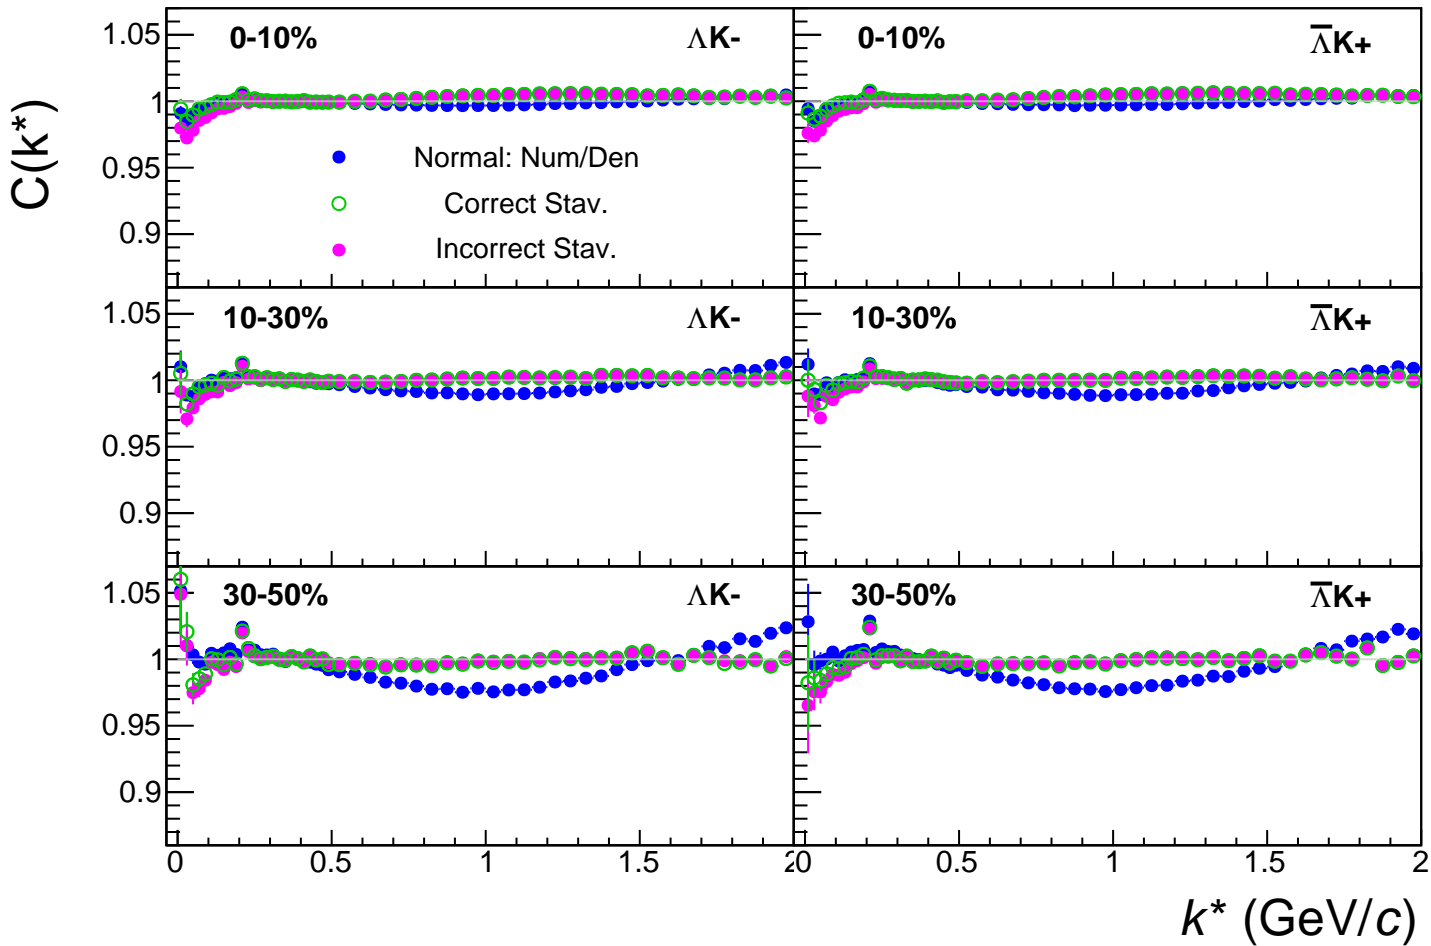 C(k*)
0-10% ΛK-
0-10% Λ̅K+
1.05
1
0.95
0.9
Normal: Num/Den
Correct Stav.
Incorrect Stav.
10-30% ΛK-
10-30% Λ̅K+
1.05
1
0.95
0.9
30-50% ΛK-
30-50% Λ̅K+
1.05
1
0.95
0.9
0 0.5 1 1.5 2
0 0.5 1 1.5 2
k* (GeV/c)